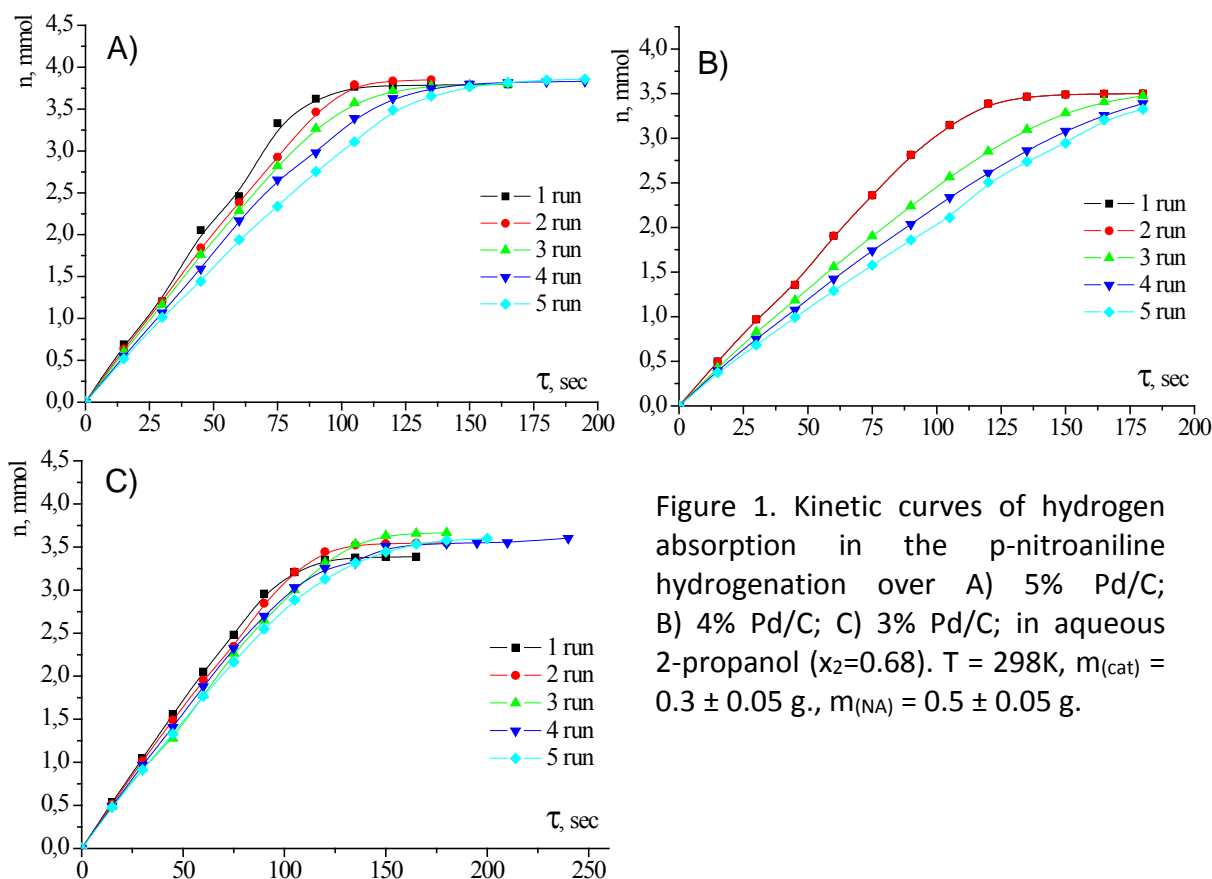 A)
n, mmol
4,5
4,0
3,5
3,0
2,5
2,0
1,5
1,0
0,5
0,0
0 25 50 75 100 125 150 175 200
τ, sec
1 run
2 run
3 run
4 run
5 run
B)
n, mmol
4,0
3,5
3,0
2,5
2,0
1,5
1,0
0,5
0,0
0 25 50 75 100 125 150 175 200
τ, sec
1 run
2 run
3 run
4 run
5 run
C)
n, mmol
4,5
4,0
3,5
3,0
2,5
2,0
1,5
1,0
0,5
0,0
0 50 100 150 200 250
τ, sec
1 run
2 run
3 run
4 run
5 run
Figure 1. Kinetic curves of hydrogen
absorption in the p-nitroaniline
hydrogenation over A) 5% Pd/C;
B) 4% Pd/C; C) 3% Pd/C; in aqueous
2-propanol (x₂=0.68). T = 298K, m₍cat₎ =
0.3 ± 0.05 g., m₍NA₎ = 0.5 ± 0.05 g.